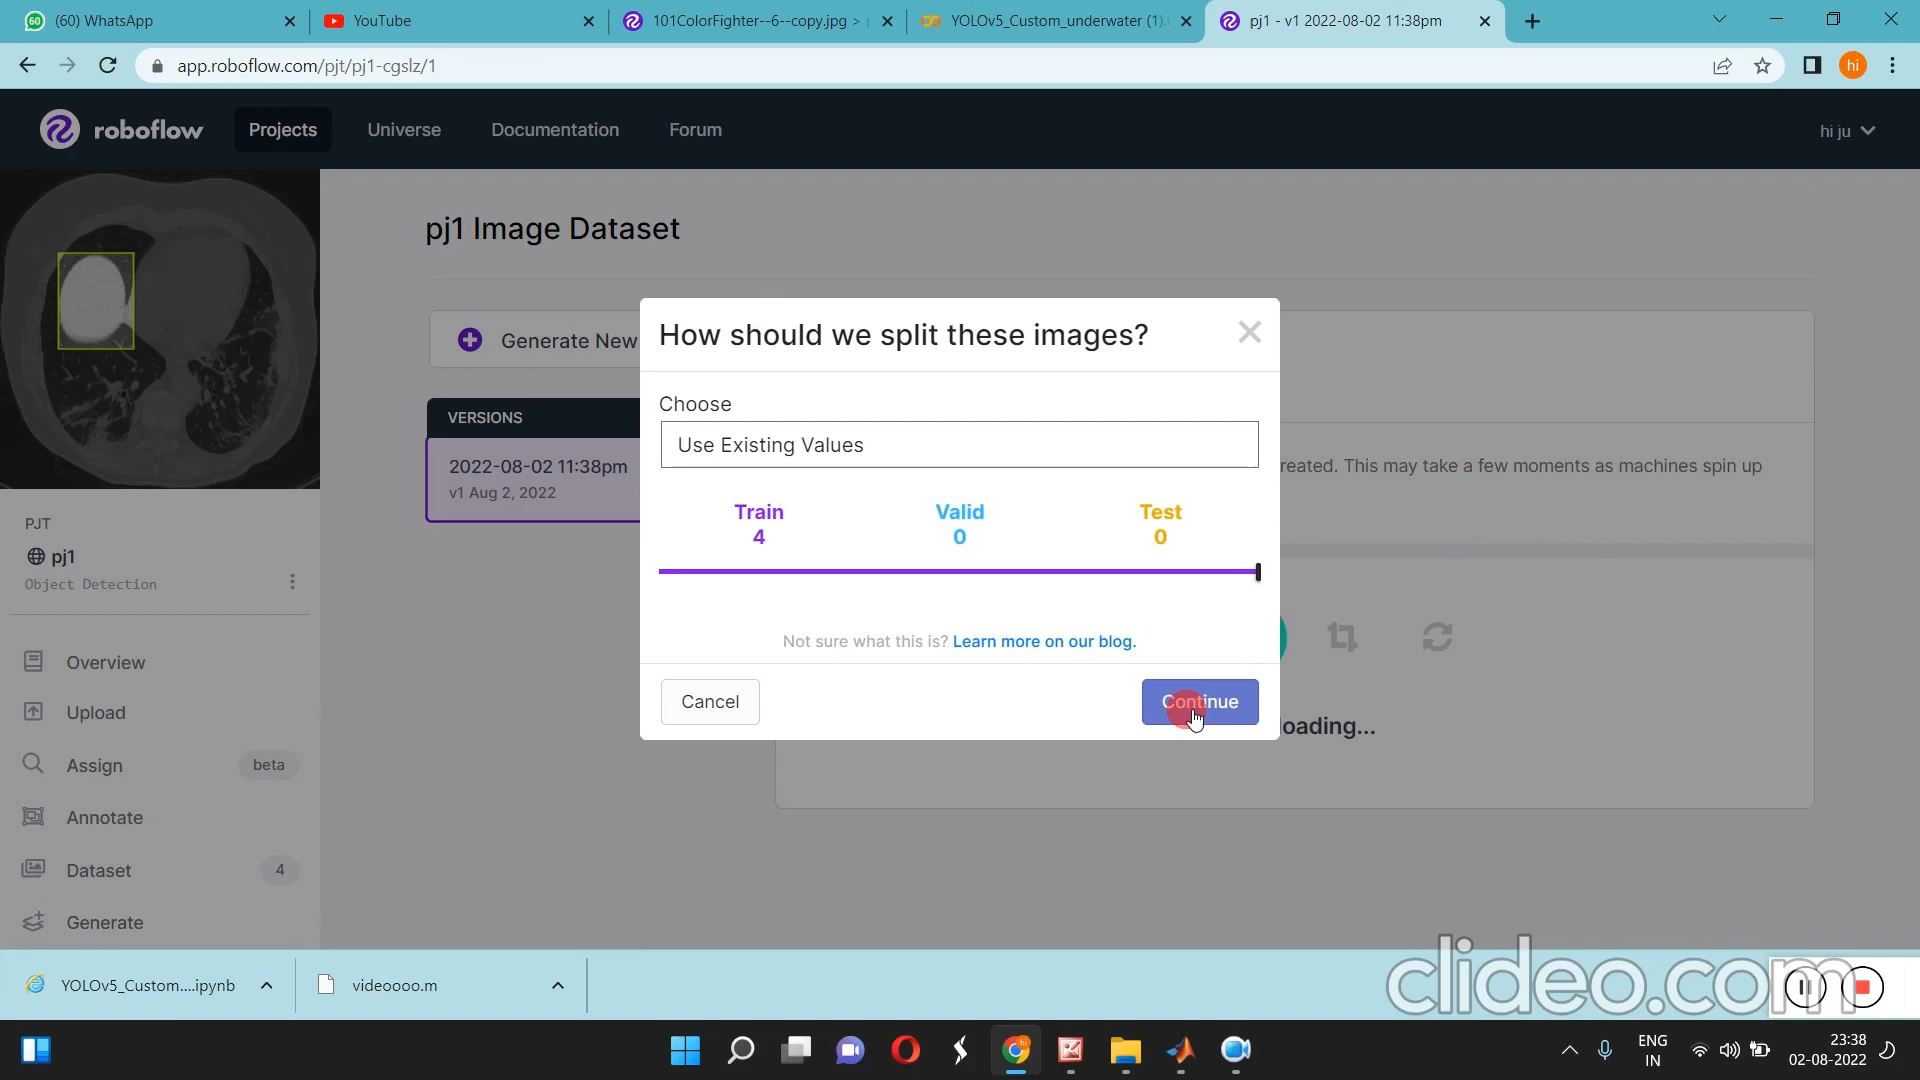 (60) WhatsApp
YouTube
101ColorFighter--6--copy.jpg >
YOLOv5_Custom_underwater (1).
pj1 - v1 2022-08-02 11:38pm
app.roboflow.com/pjt/pj1-cgslz/1
hi
roboflow
Projects
Universe
Documentation
Forum
hi ju
pj1 Image Dataset
Generate New
VERSIONS
2022-08-02 11:38pm
v1 Aug 2, 2022
reated. This may take a few moments as machines spin up
oading...
How should we split these images?
Choose
Use Existing Values
Train
4
Valid
0
Test
0
Not sure what this is? Learn more on our blog.
Cancel
Continue
PJT
pj1
Object Detection
Overview
Upload
Assign
beta
Annotate
Dataset
4
Generate
YOLOv5_Custom....ipynb
videoooo.m
clideo.com
ENG
IN
23:38
02-08-2022